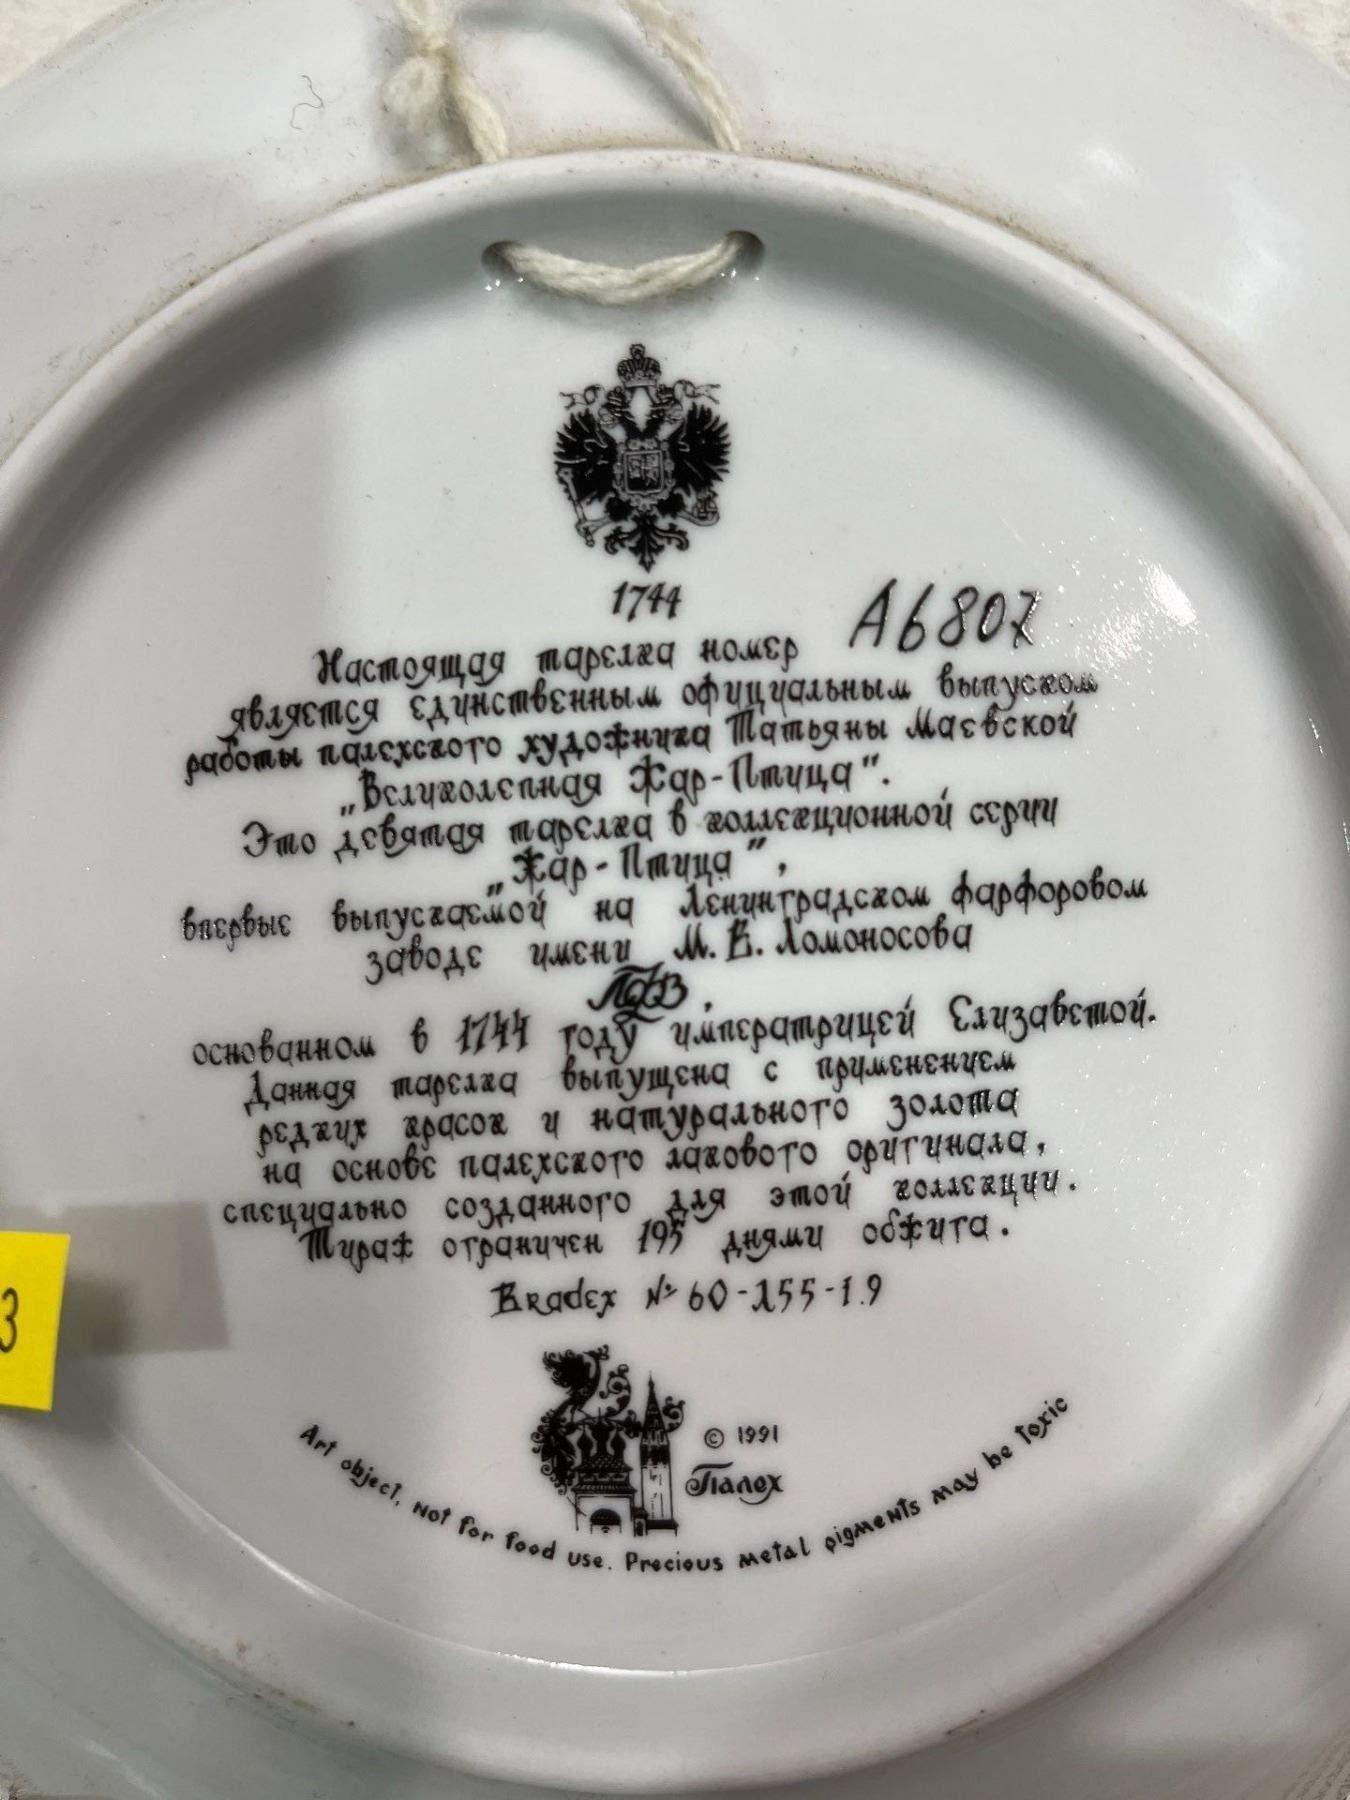 1744
A6807
Настоящая тарелка номер
является единственным официальным выпуском
работы палехского художника Татьяны Маевской
„Великолепная Жар-Птица".
Это девятая тарелка в коллекционной серии
„Жар-Птица",
впервые выпускаемой на Ленинградском фарфоровом
заводе имени М. В. Ломоносова
ЛФЗ,
основанном в 1744 году императрицей Елизаветой.
Данная тарелка выпущена с применением
редких красок и натурального золота
на основе палехского лакового оригинала,
специально созданного для этой коллекции.
Тираж ограничен 195 днями обжига.
Bradex № 60-L55-1.9
© 1991
Палех
Art object, not for food use. Precious metal pigments may be toxic
3